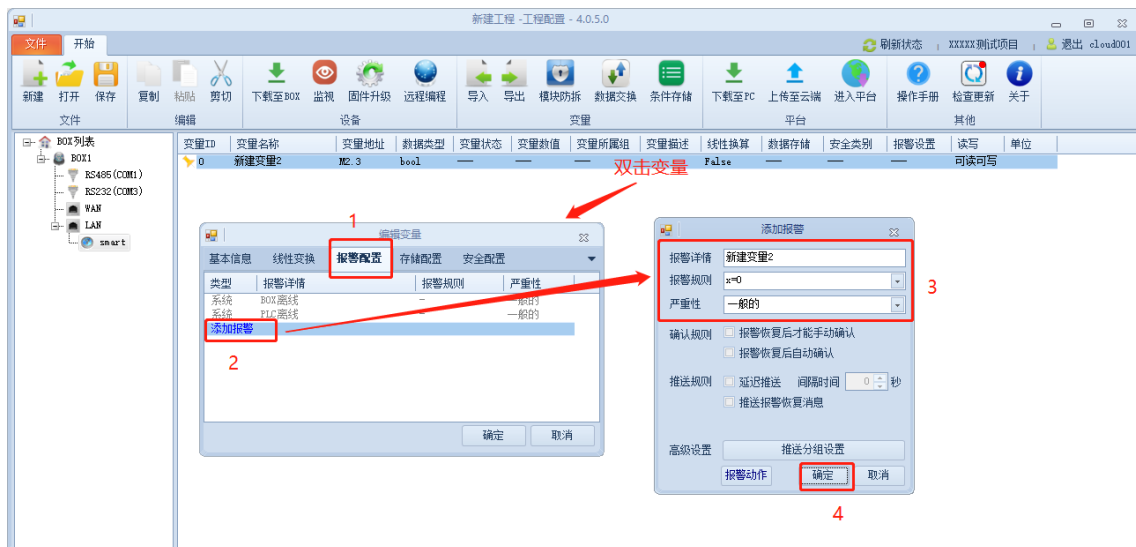 新建工程 -工程配置 - 4.0.5.0
文件 开始 刷新状态 XXXXX测试项目 退出 cloud001
新建 打开 保存 复制 粘贴 剪切 下载至BOX 监视 固件升级 远程编程 导入 导出 模块防拆 数据交换 条件存储 下载至PC 上传至云端 进入平台 操作手册 检查更新 关于
文件 编辑 设备 变量 平台 其他
BOX列表
BOX1
RS485(COM1)
RS232(COM3)
WAN
LAN
smart
变量ID 变量名称 变量地址 数据类型 变量状态 变量数值 变量所属组 变量描述 线性换算 数据存储 安全类别 报警设置 读写 单位
0 新建变量2 M2.3 bool — — — — False — — — 可读可写
双击变量
1
编辑变量
基本信息 线性变换 报警配置 存储配置 安全配置
类型 报警详情 报警规则 严重性
系统 BOX离线 — 一般的
系统 PLC离线 — 一般的
添加报警
2
确定 取消
添加报警
报警详情 新建变量2
报警规则 x=0
严重性 一般的
3
确认规则 报警恢复后才能手动确认
报警恢复后自动确认
推送规则 延迟推送 间隔时间 0 秒
推送报警恢复消息
高级设置 推送分组设置
报警动作 确定 取消
4